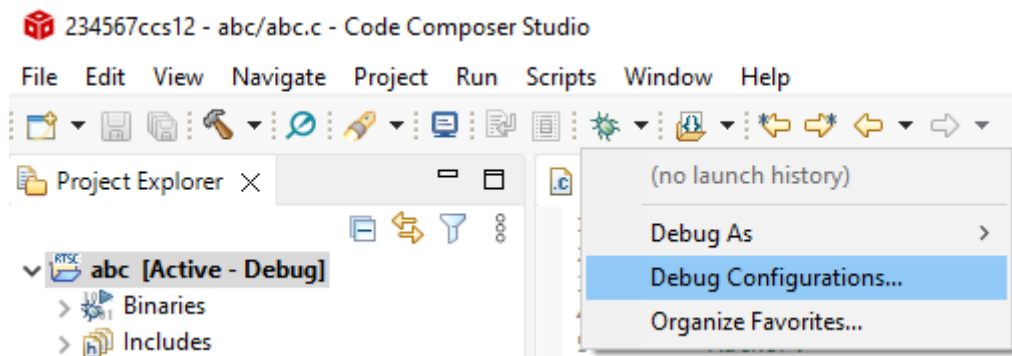 234567ccs12 - abc/abc.c - Code Composer Studio
File Edit View Navigate Project Run Scripts Window Help
Project Explorer
.c
(no launch history)
Debug As
RTSC abc [Active - Debug]
Debug Configurations...
Binaries
Organize Favorites...
Includes